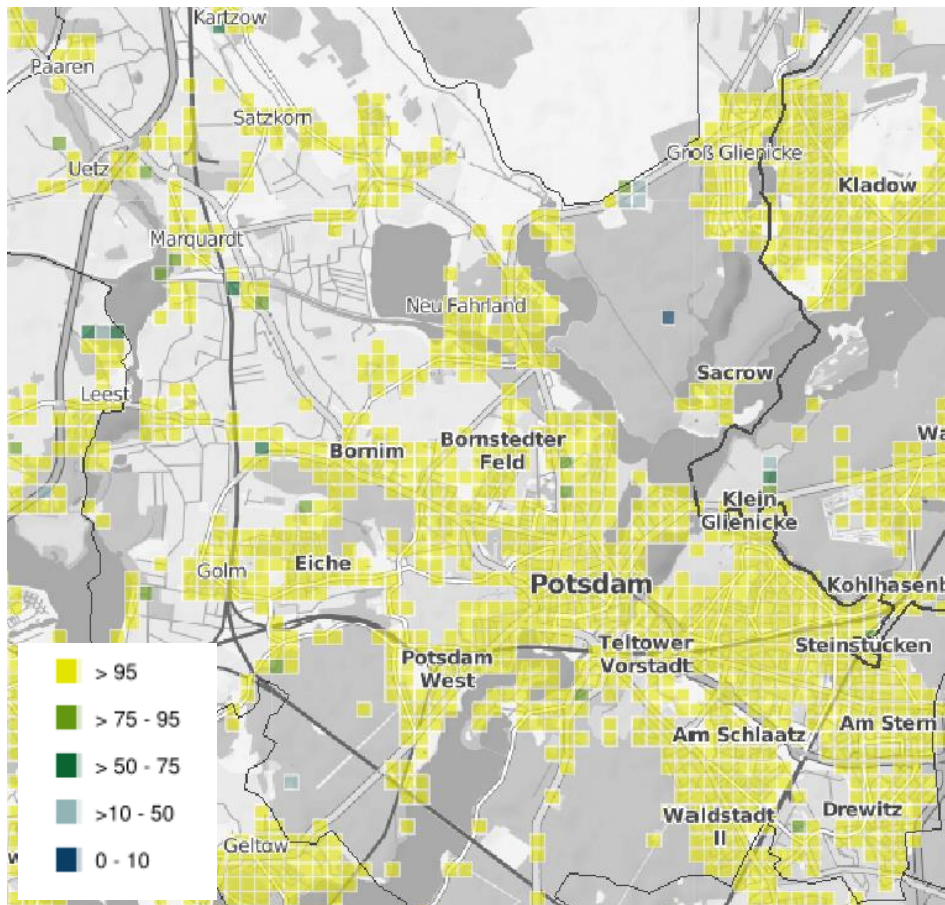 Kartzow
Paaren
Satzkorn
Groß Glienicke
Uetz
Kladow
Marquardt
Neu Fahrland
Sacrow
Leest
Bornstedter
Feld
Bornim
Wa
Klein
Glienicke
Golm
Eiche
Potsdam
Kohlhasenb
Teltower
Vorstadt
Steinstücken
Potsdam
West
> 95
> 75 - 95
Am Schlaatz
Am Stern
> 50 - 75
>10 - 50
Waldstadt
II
Drewitz
Geltow
w
0 - 10